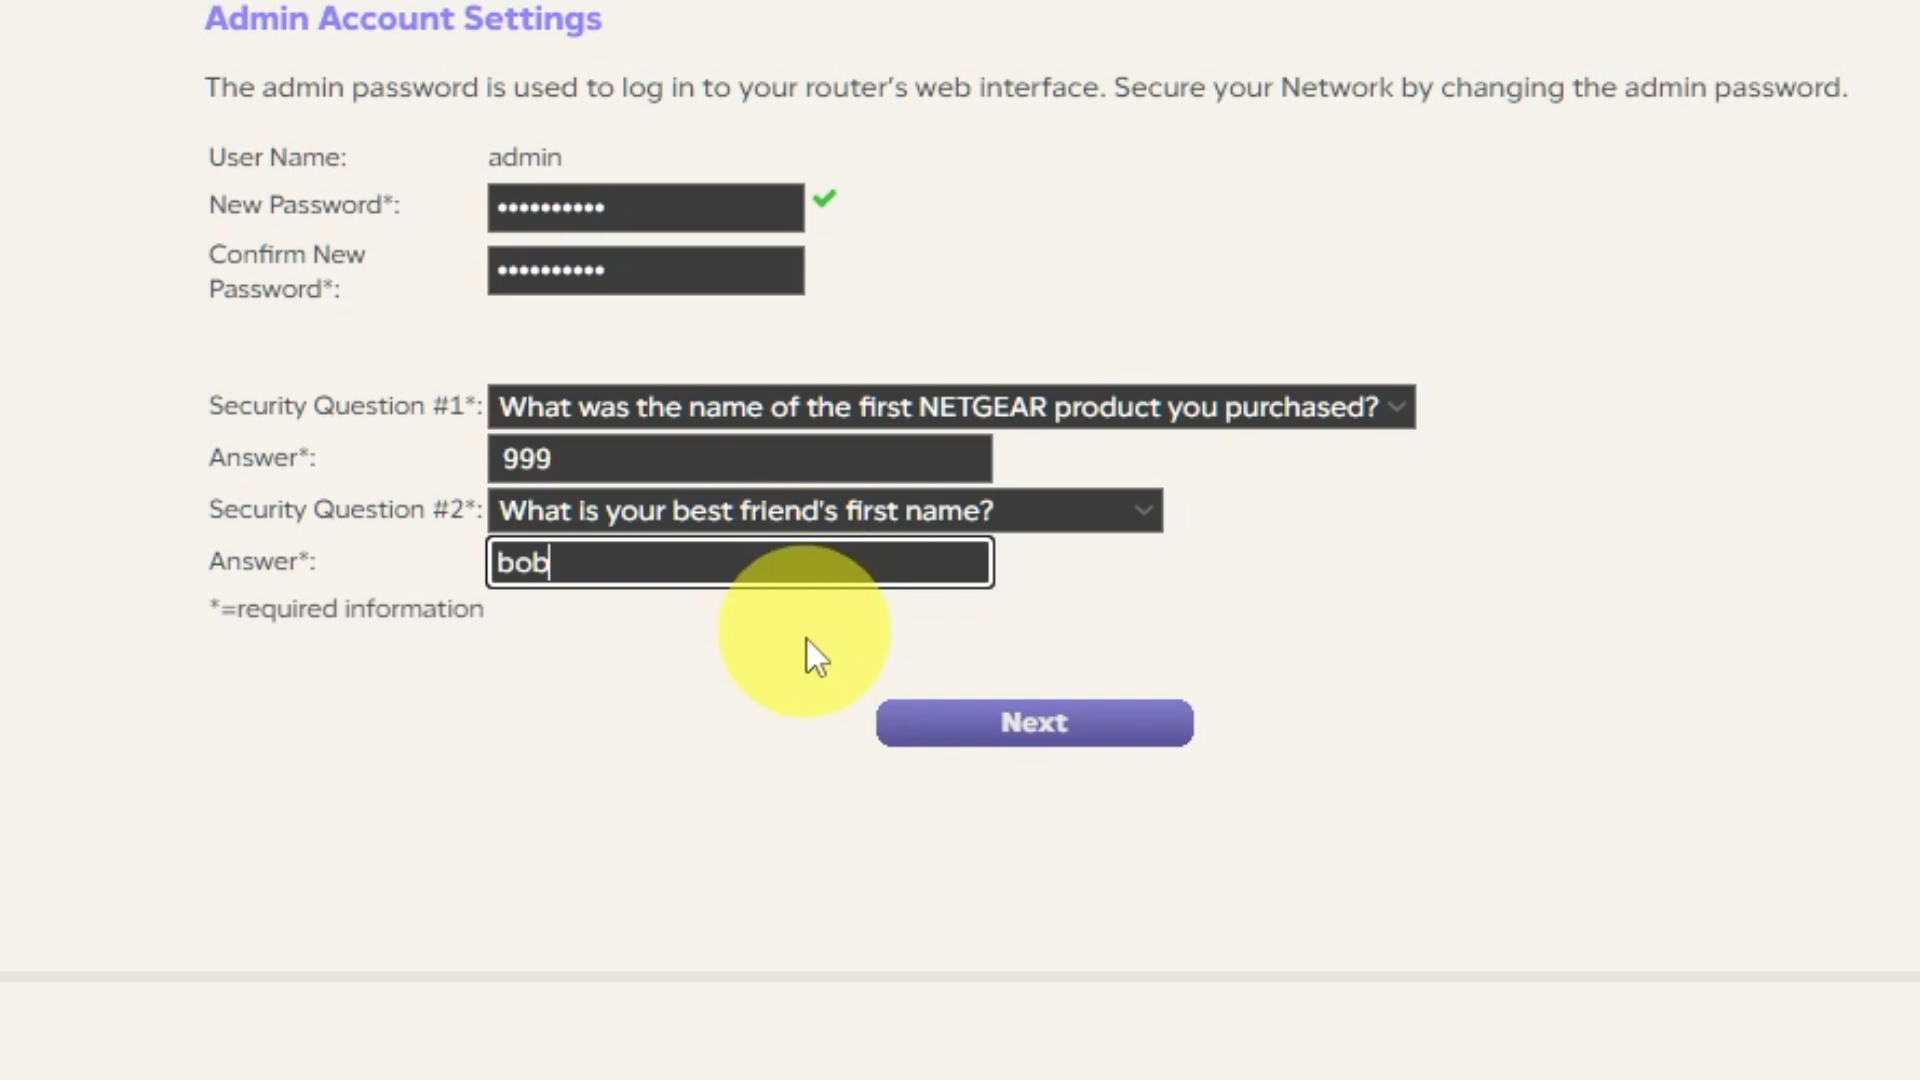 Admin Account Settings
The admin password is used to log in to your router's web interface. Secure your Network by changing the admin password.
User Name: admin
New Password*: ••••••••••
Confirm New
Password*: ••••••••••
Security Question #1*: What was the name of the first NETGEAR product you purchased?
Answer*: 999
Security Question #2*: What is your best friend's first name?
Answer*: bob
*=required information
Next